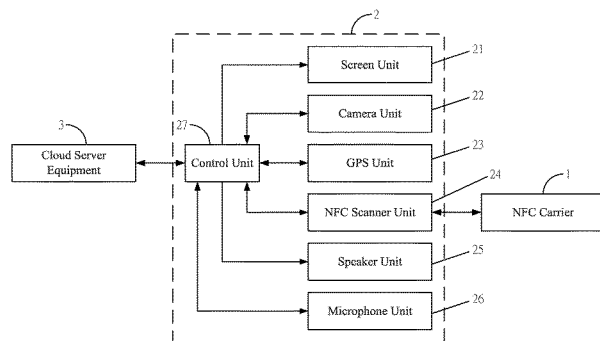 2
21
Screen Unit
22
Camera Unit
3
27
23
Cloud Server
Equipment
Control Unit
GPS Unit
24
1
NFC Scanner Unit
NFC Carrier
25
Speaker Unit
26
Microphone Unit